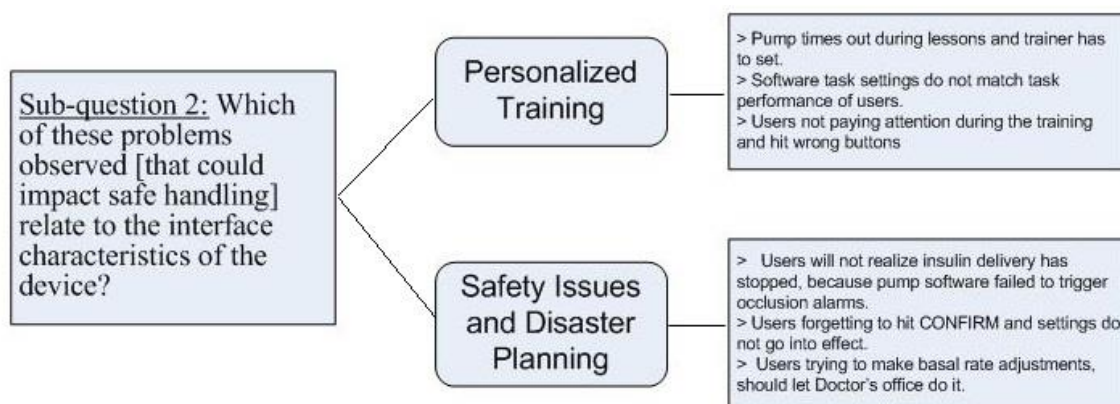 Sub-question 2: Which
of these problems
observed [that could
impact safe handling]
relate to the interface
characteristics of the
device?
Personalized
Training
> Pump times out during lessons and trainer has
to set.
> Software task settings do not match task
performance of users.
> Users not paying attention during the training
and hit wrong buttons
Safety Issues
and Disaster
Planning
> Users will not realize insulin delivery has
stopped, because pump software failed to trigger
occlusion alarms.
> Users forgetting to hit CONFIRM and settings do
not go into effect.
> Users trying to make basal rate adjustments,
should let Doctor's office do it.